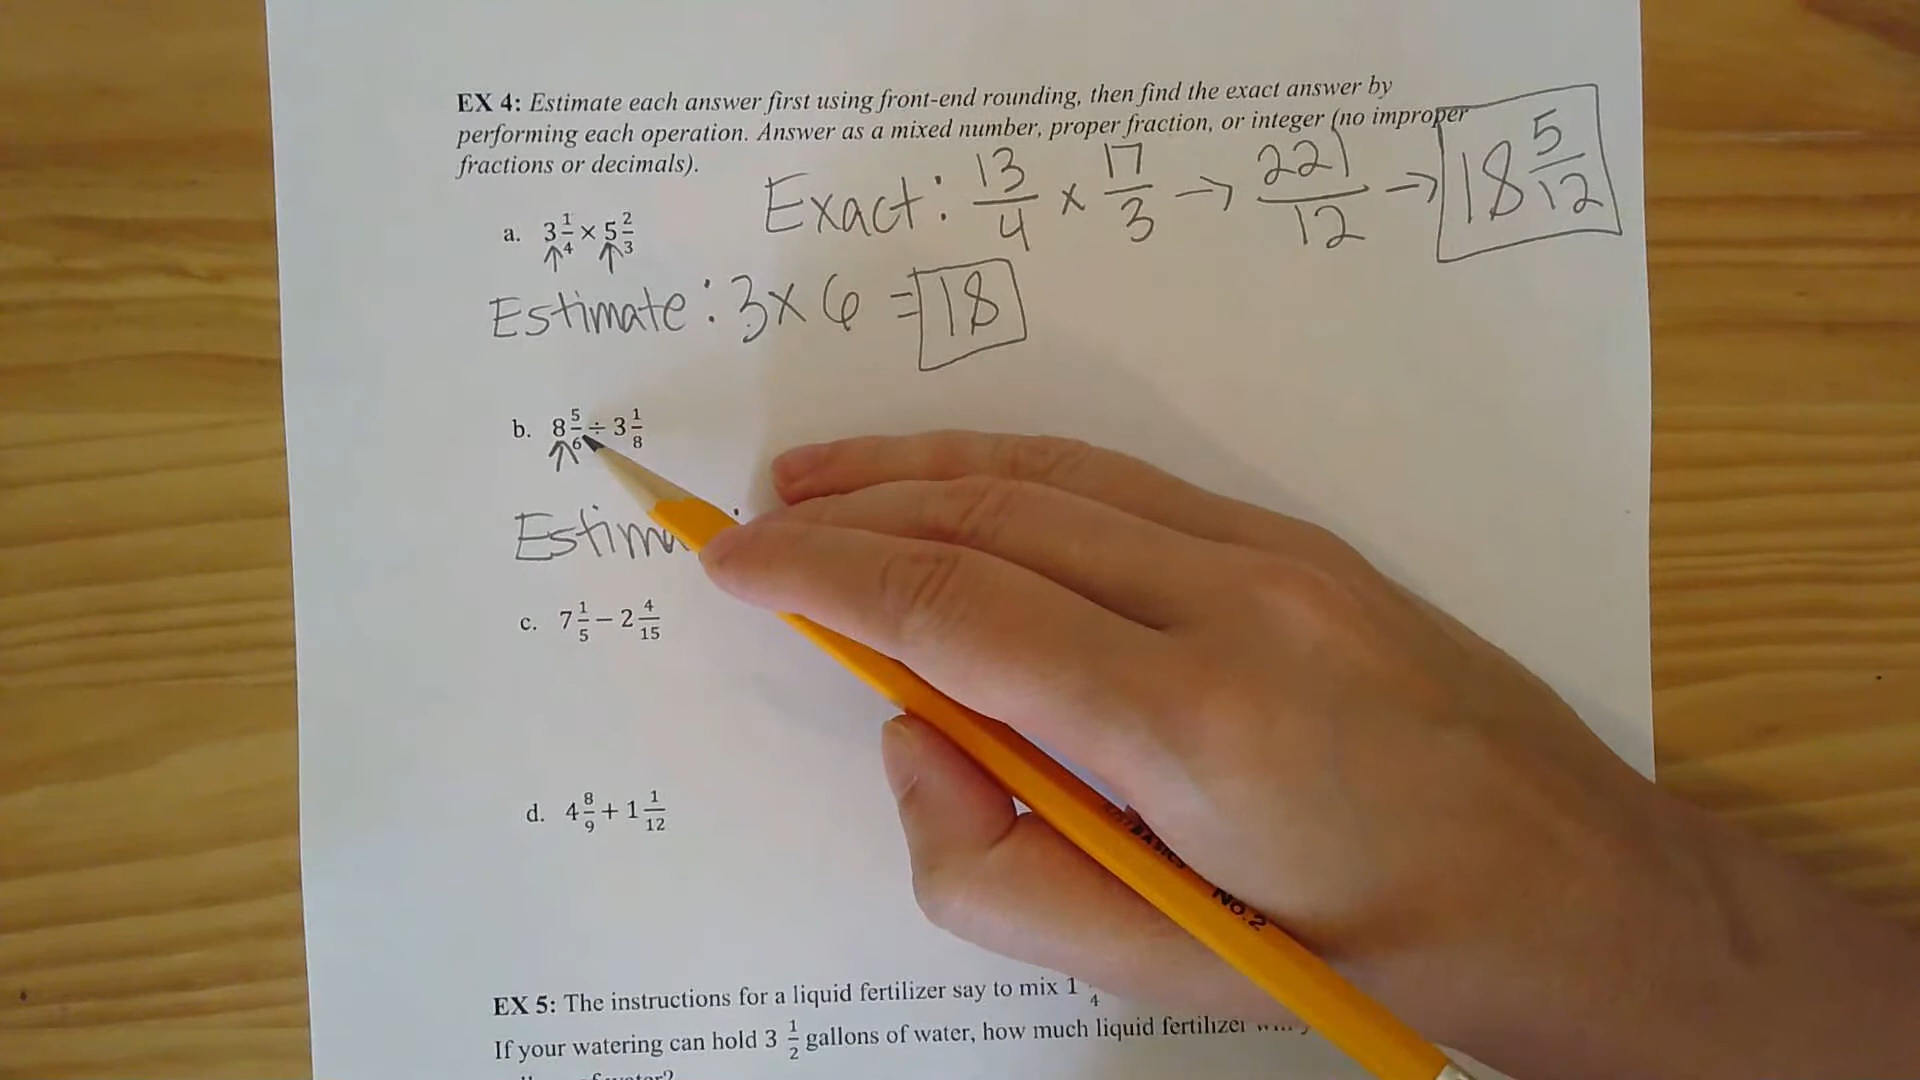 EX 4: Estimate each answer first using front-end rounding, then find the exact answer by
performing each operation. Answer as a mixed number, proper fraction, or integer (no improper
fractions or decimals).
Exact: 13/4 x 17/3 → 221/12 → 18 5/12
a. 3 1/4 × 5 2/3
Estimate: 3 x 6 = 18
b. 8 5/6 ÷ 3 1/8
Estima
c. 7 1/5 − 2 4/15
d. 4 8/9 + 1 1/12
No.2
EX 5: The instructions for a liquid fertilizer say to mix 1
If your watering can hold 3 1/2 gallons of water, how much liquid fertilizer